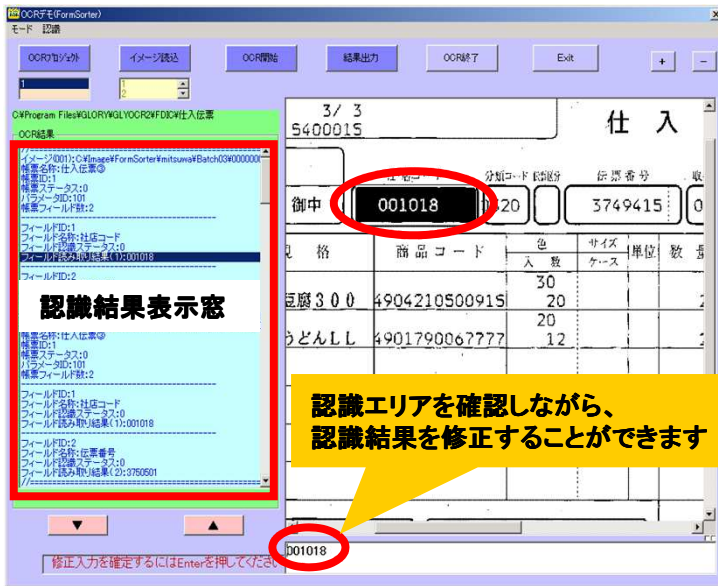 OCRデモ(FormSorter)
モード 認識
OCRプロジェクト イメージ読込 OCR開始 結果出力 OCR終了 Exit + -
1
1
2
C:¥Program Files¥GLORY¥GLYOCR2¥FDIC¥仕入伝票
OCR結果
//=
イメージ(001):C:¥Image¥FormSorter¥mitsuwa¥Batch03¥0000000
帳票名称:仕入伝票③
帳票ID:1
帳票ステータス:0
パラメータID:101
帳票フィールド数:2
フィールドID:1
フィールド名称:社店コード
フィールド認識ステータス:0
フィールド読み取り結果(1):001018
フィールドID:2
認識結果表示窓
帳票名称:仕入伝票③
帳票ID:1
帳票ステータス:0
パラメータID:101
帳票フィールド数:2
フィールドID:1
フィールド名称:社店コード
フィールド認識ステータス:0
フィールド読み取り結果(1):001018
フィールドID:2
フィールド名称:伝票番号
フィールド認識ステータス:0
フィールド読み取り結果(2):3750501
//=
▼ ▲
修正入力を確定するにはEnterを押してくださ
3/ 3
5400015
仕 入
分類コード 伝票区分 伝票番号 取
御中 001018 20 3749415 0
格 商品コード 色 サイズ 単位 数 量
入 数 ケース
30
豆腐300 4904210500915 20
20
うどんLL 4901790067777 12
認識エリアを確認しながら、
認識結果を修正することができます
001018